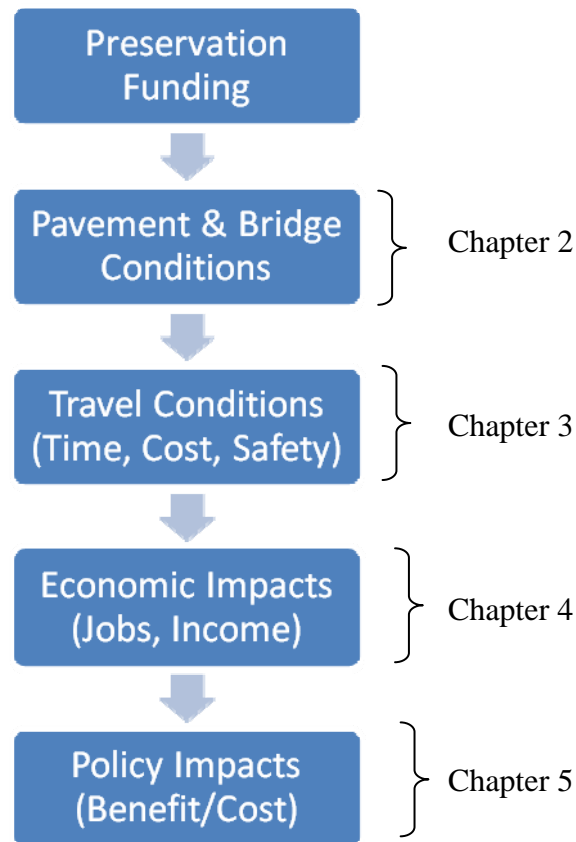 Preservation
Funding
Pavement & Bridge
Conditions
Chapter 2
Travel Conditions
(Time, Cost, Safety)
Chapter 3
Economic Impacts
(Jobs, Income)
Chapter 4
Policy Impacts
(Benefit/Cost)
Chapter 5